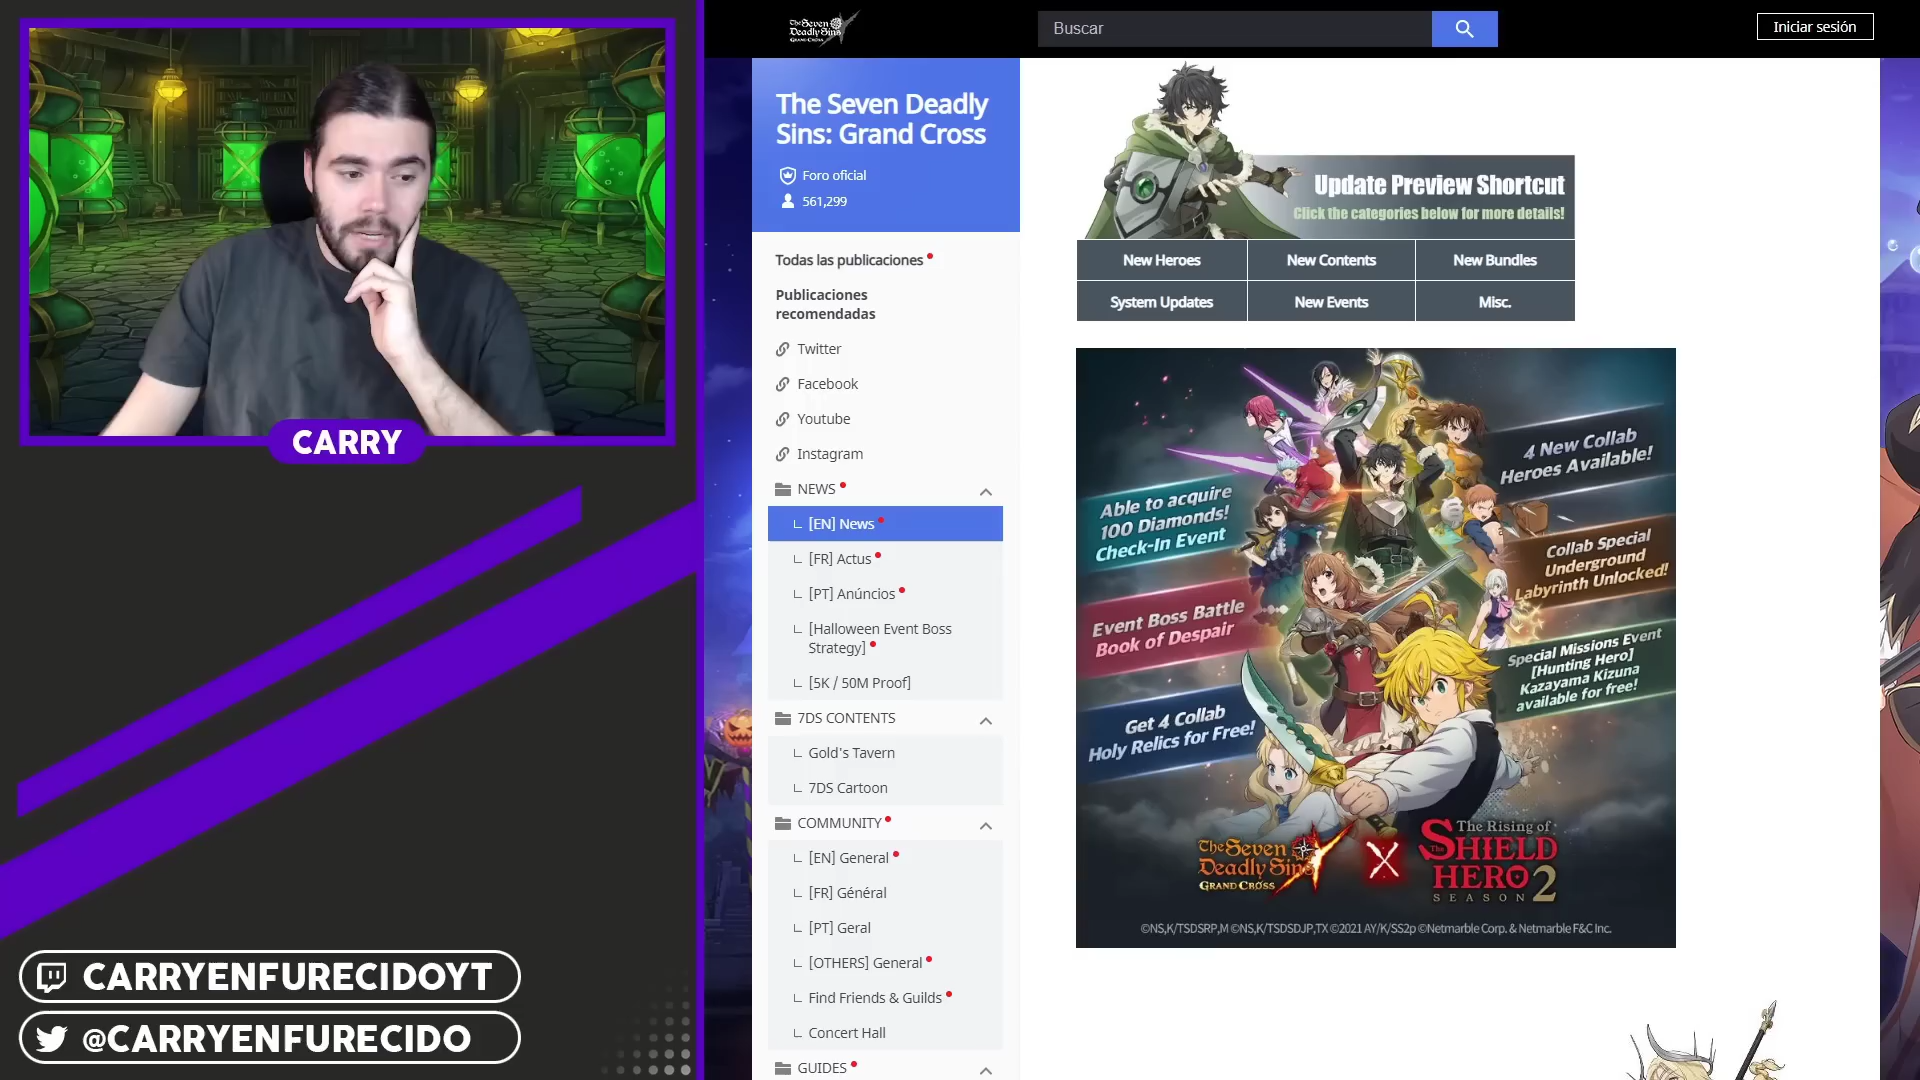 CARRY
CARRYENFURECIDOYT
@CARRYENFURECIDO
The Seven
Deadly Sins
GRAND CROSS
Buscar
Iniciar sesión
The Seven Deadly
Sins: Grand Cross
Foro oficial
561,299
Todas las publicaciones
Publicaciones
recomendadas
Twitter
Facebook
Youtube
Instagram
NEWS
[EN] News
[FR] Actus
[PT] Anúncios
[Halloween Event Boss
Strategy]
[5K / 50M Proof]
7DS CONTENTS
Gold's Tavern
7DS Cartoon
COMMUNITY
[EN] General
[FR] Général
[PT] Geral
[OTHERS] General
Find Friends & Guilds
Concert Hall
GUIDES
Update Preview Shortcut
Click the categories below for more details!
New Heroes
New Contents
New Bundles
System Updates
New Events
Misc.
4 New Collab
Heroes Available!
Able to acquire
100 Diamonds!
Check-In Event
Collab Special
Underground
Labyrinth Unlocked!
Event Boss Battle
Book of Despair
Special Missions Event
[Hunting Hero]
Kazayama Kizuna
available for free!
Get 4 Collab
Holy Relics for Free!
The Seven
Deadly Sins
GRAND CROSS
X
The Rising of
The SHIELD
HERO
SEASON 2
©NS,K/TSDSRP,M ©NS,K/TSDSDJP,TX ©2021 AY/K/SS2p ©Netmarble Corp. & Netmarble F&C Inc.